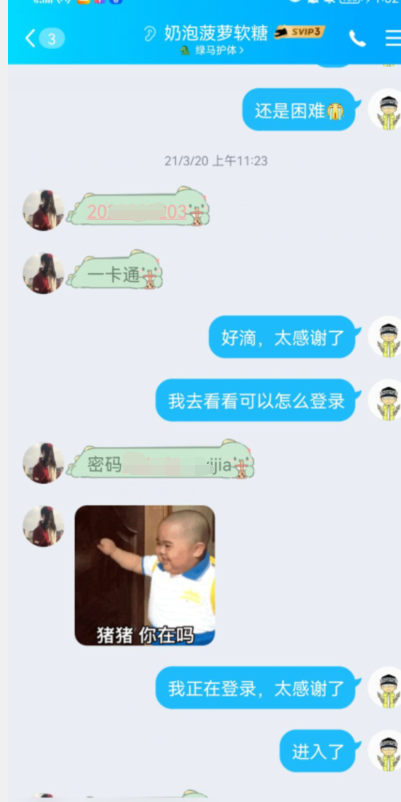 3
奶泡菠萝软糖
SVIP3
绿马护体>
还是困难
21/3/20 上午11:23
20 203
一卡通
好滴，太感谢了
我去看看可以怎么登录
密码 ijia
猪猪 你在吗
我正在登录，太感谢了
进入了